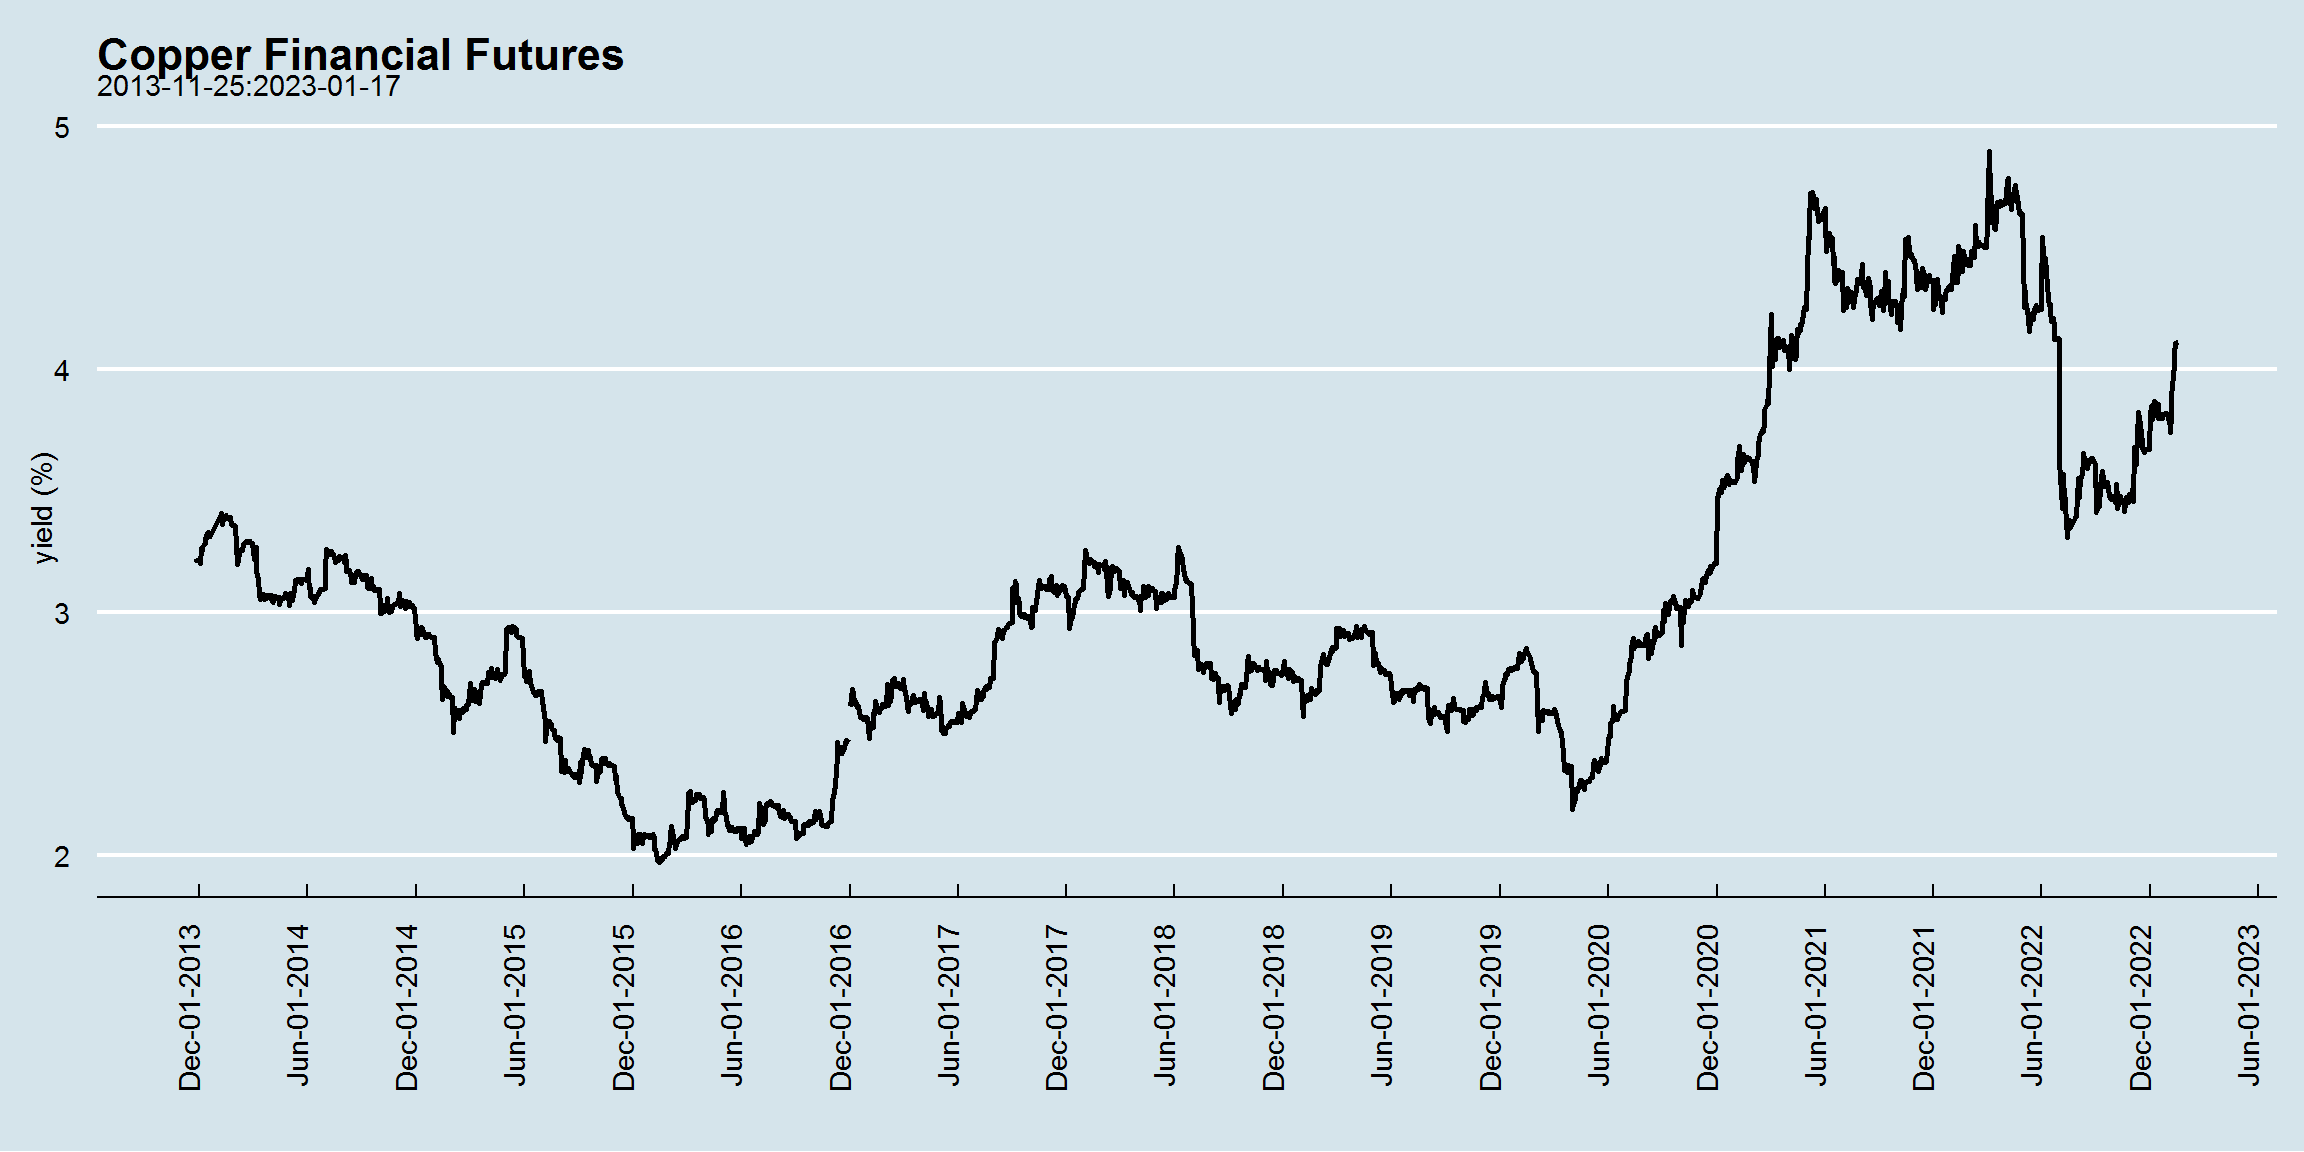 Copper Financial Futures
2013-11-25:2023-01-17
5
4
3
2
yield (%)
Dec-01-2013
Jun-01-2014
Dec-01-2014
Jun-01-2015
Dec-01-2015
Jun-01-2016
Dec-01-2016
Jun-01-2017
Dec-01-2017
Jun-01-2018
Dec-01-2018
Jun-01-2019
Dec-01-2019
Jun-01-2020
Dec-01-2020
Jun-01-2021
Dec-01-2021
Jun-01-2022
Dec-01-2022
Jun-01-2023